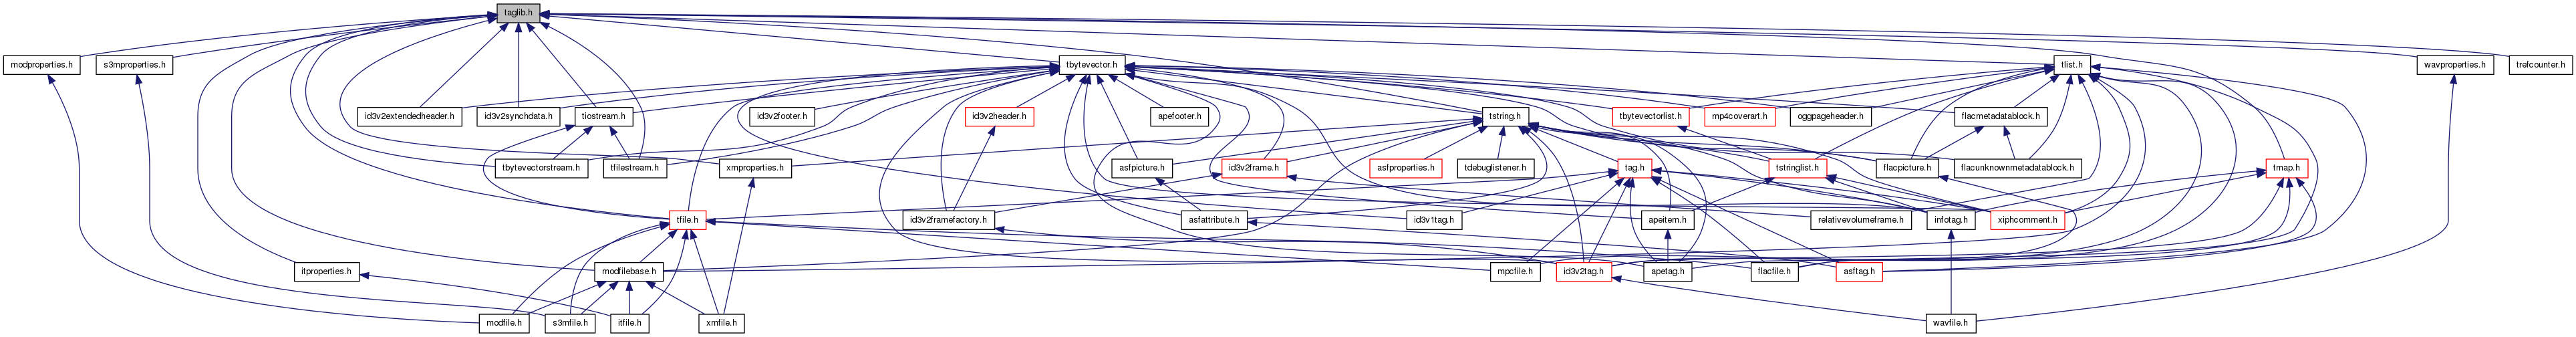 taglib.h
modproperties.h
s3mproperties.h
tbytevector.h
tlist.h
wavproperties.h
trefcounter.h
id3v2extendedheader.h
id3v2synchdata.h
tiostream.h
id3v2footer.h
id3v2header.h
apefooter.h
tstring.h
tbytevectorlist.h
mp4coverart.h
oggpageheader.h
flacmetadatablock.h
tbytevectorstream.h
tfilestream.h
xmproperties.h
asfpicture.h
id3v2frame.h
asfproperties.h
tdebuglistener.h
tag.h
tstringlist.h
flacpicture.h
flacunknownmetadatablock.h
tmap.h
tfile.h
id3v2framefactory.h
asfattribute.h
id3v1tag.h
apeitem.h
relativevolumeframe.h
infotag.h
xiphcomment.h
itproperties.h
modfilebase.h
mpcfile.h
id3v2tag.h
apetag.h
flacfile.h
asftag.h
modfile.h
s3mfile.h
itfile.h
xmfile.h
wavfile.h